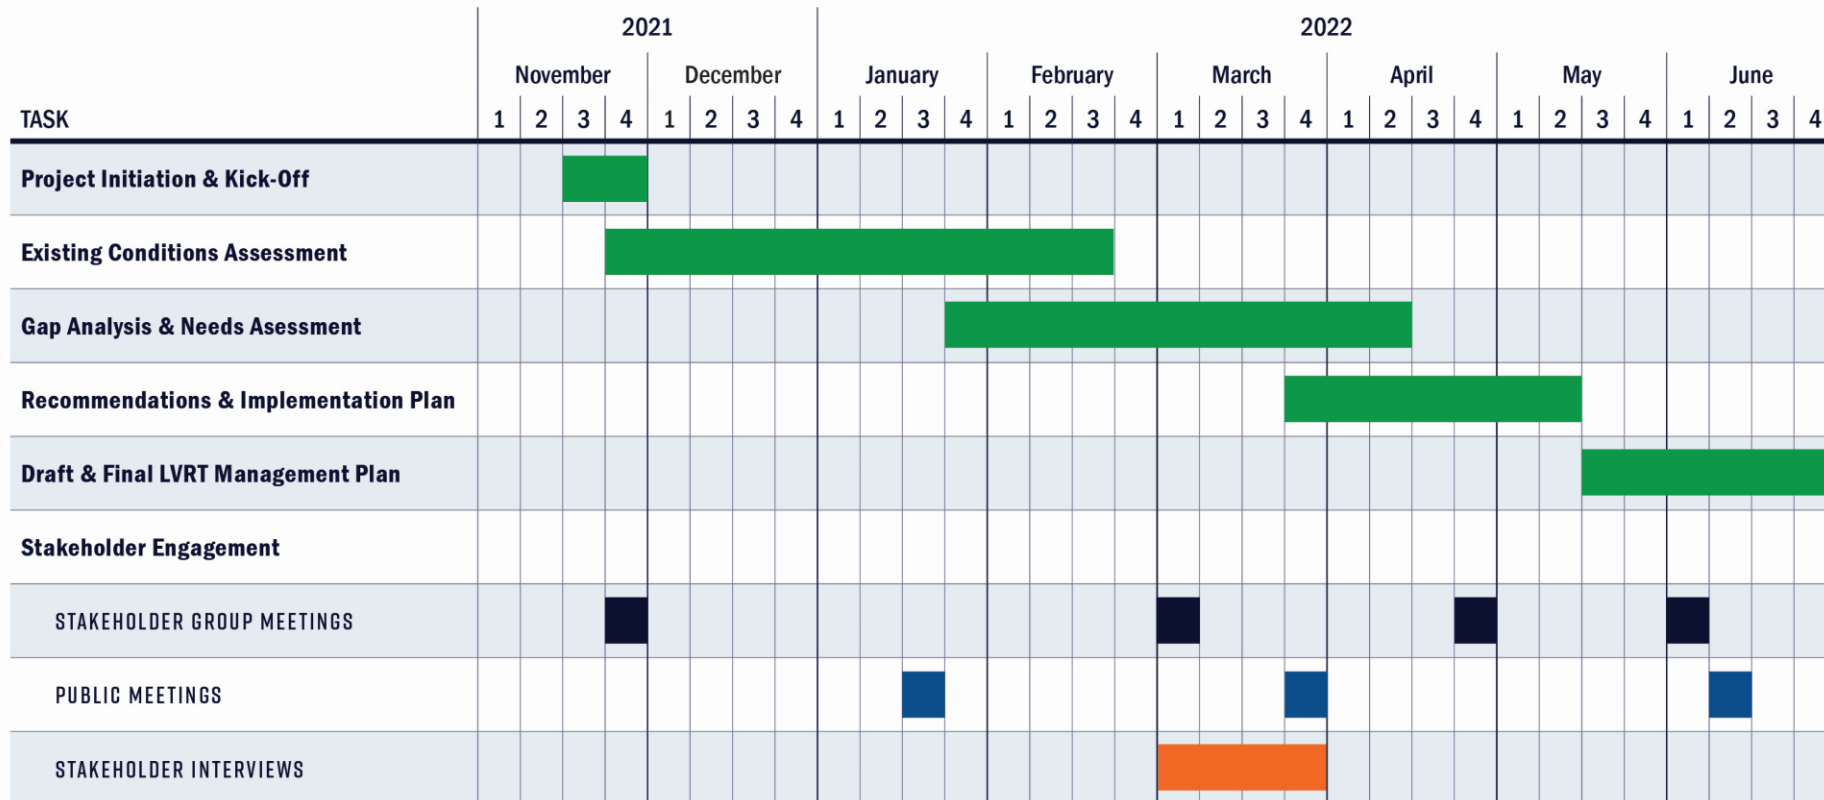 2021 2022
November December January February March April May June
TASK 1 2 3 4 1 2 3 4 1 2 3 4 1 2 3 4 1 2 3 4 1 2 3 4 1 2 3 4 1 2 3 4
Project Initiation & Kick-Off
Existing Conditions Assessment
Gap Analysis & Needs Asessment
Recommendations & Implementation Plan
Draft & Final LVRT Management Plan
Stakeholder Engagement
STAKEHOLDER GROUP MEETINGS
PUBLIC MEETINGS
STAKEHOLDER INTERVIEWS